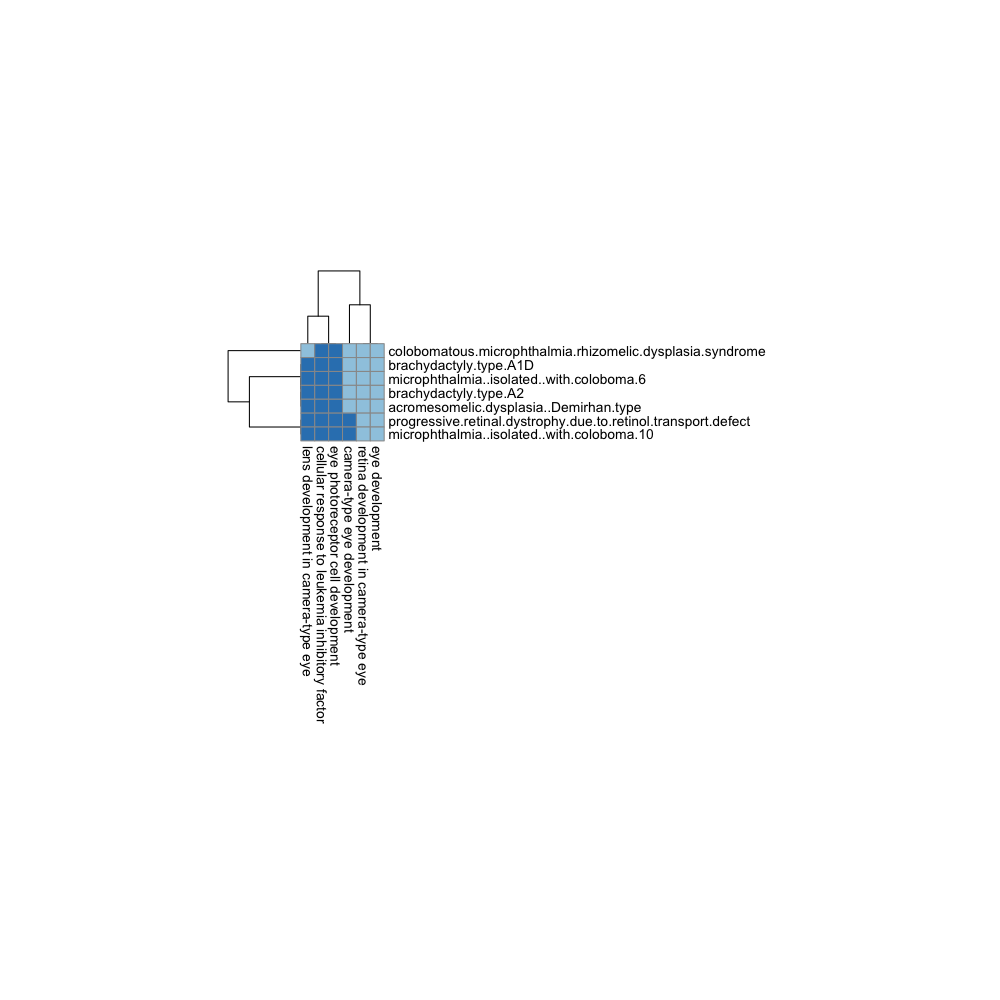 colobomatous.microphthalmia.rhizomelic.dysplasia.syndrome
brachydactyly.type.A1D
microphthalmia..isolated..with.coloboma.6
brachydactyly.type.A2
acromesomelic.dysplasia..Demirhan.type
progressive.retinal.dystrophy.due.to.retinol.transport.defect
microphthalmia..isolated..with.coloboma.10
lens development in camera-type eye
cellular response to leukemia inhibitory factor
eye photoreceptor cell development
camera-type eye development
retina development in camera-type eye
eye development